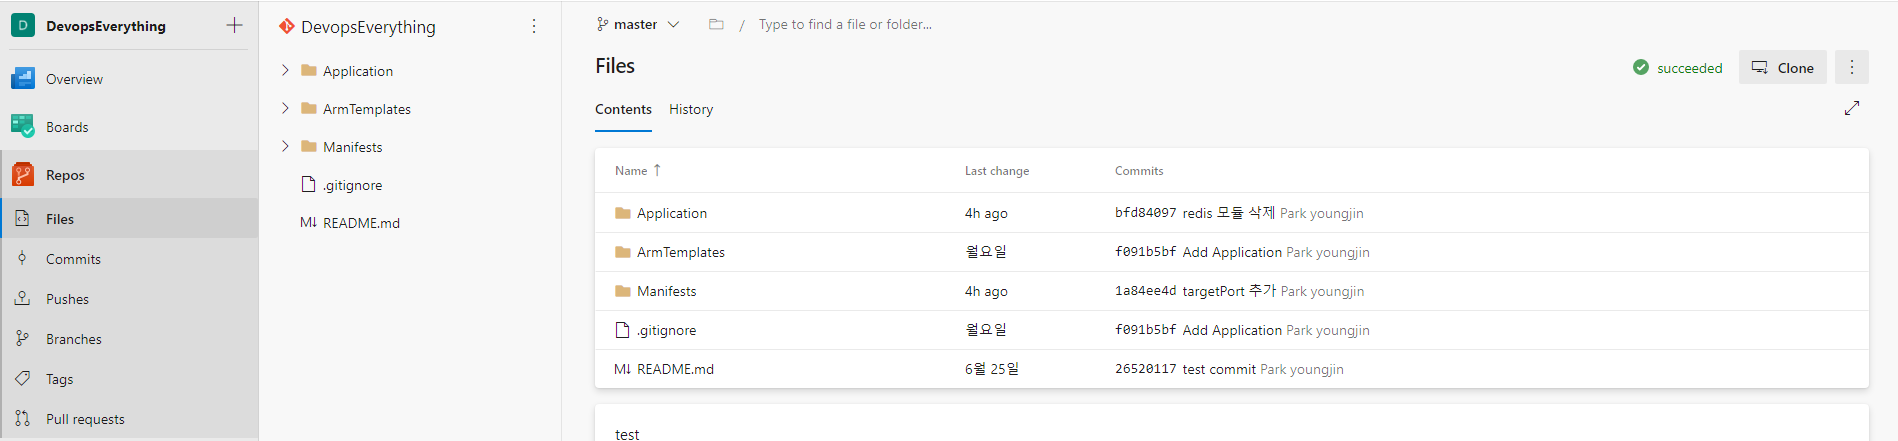 D DevopsEverything
Overview
Boards
Repos
Files
Commits
Pushes
Branches
Tags
Pull requests
DevopsEverything
Application
ArmTemplates
Manifests
.gitignore
M↓ README.md
master / Type to find a file or folder...
Files
succeeded Clone
Contents History
Name ↑ Last change Commits
Application 4h ago bfd84097 redis 모듈 삭제 Park youngjin
ArmTemplates 월요일 f091b5bf Add Application Park youngjin
Manifests 4h ago 1a84ee4d targetPort 추가 Park youngjin
.gitignore 월요일 f091b5bf Add Application Park youngjin
M↓ README.md 6월 25일 26520117 test commit Park youngjin
test